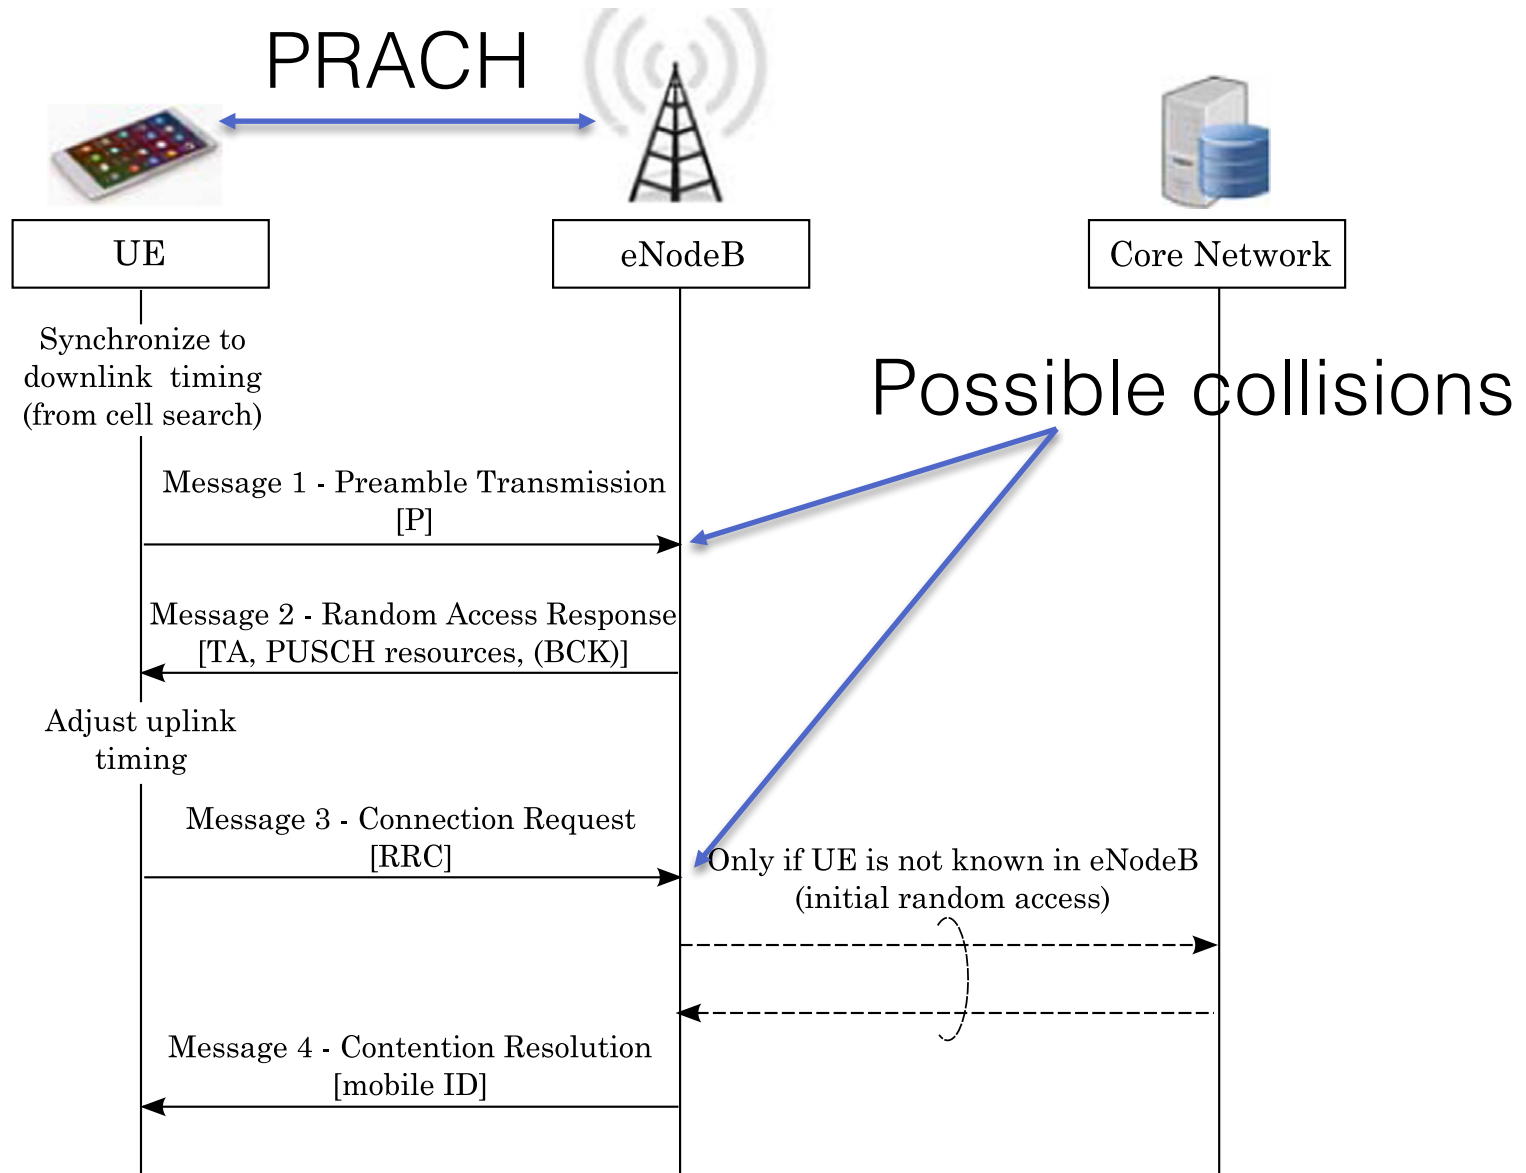 PRACH
UE
eNodeB
Core Network
Synchronize to
downlink timing
(from cell search)
Possible collisions
Message 1 - Preamble Transmission
[P]
Message 2 - Random Access Response
[TA, PUSCH resources, (BCK)]
Adjust uplink
timing
Message 3 - Connection Request
[RRC]
Only if UE is not known in eNodeB
(initial random access)
Message 4 - Contention Resolution
[mobile ID]